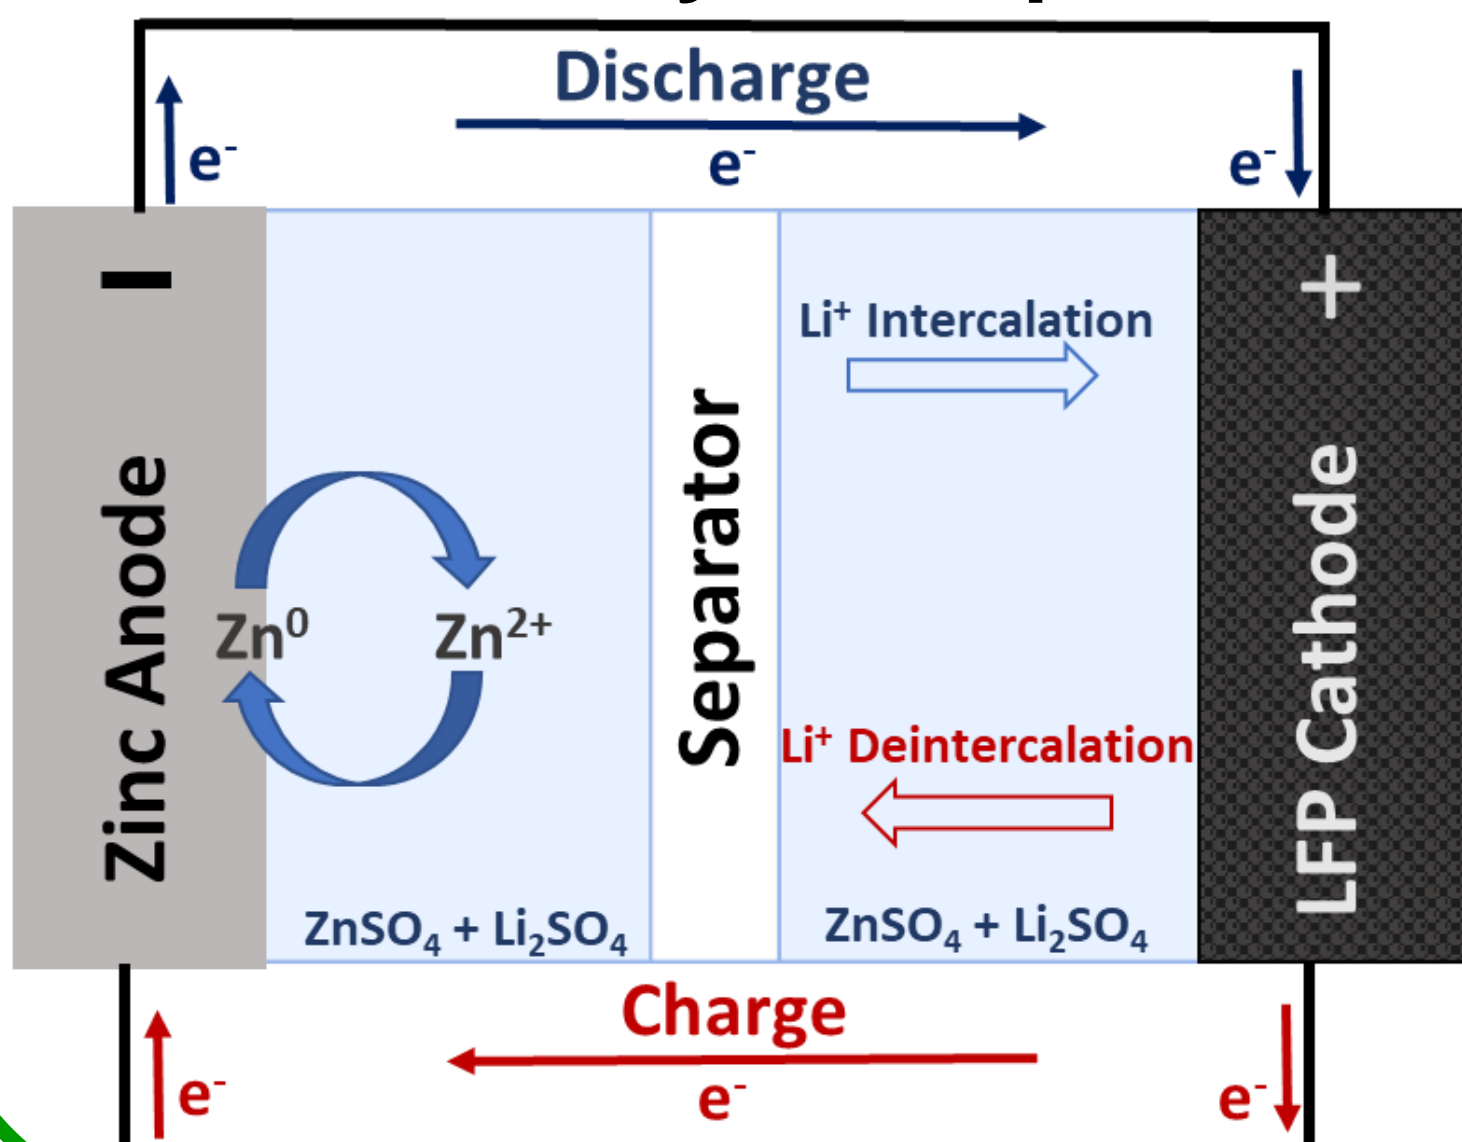 Discharge
e⁻
e⁻
e⁻
−
+
Li⁺ Intercalation
Zinc Anode
Separator
LFP Cathode
Zn⁰
Zn²⁺
Li⁺ Deintercalation
ZnSO₄ + Li₂SO₄
ZnSO₄ + Li₂SO₄
Charge
e⁻
e⁻
e⁻